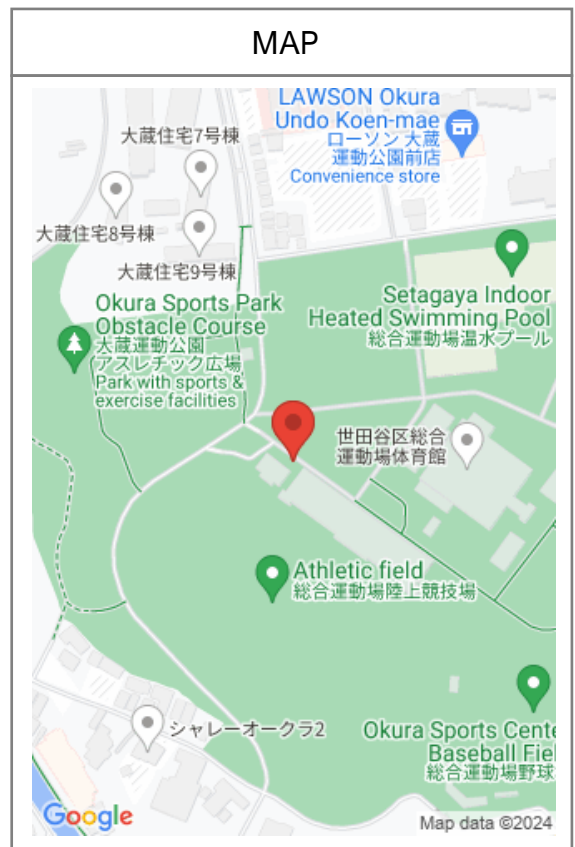 MAP
LAWSON Okura
Undo Koen-mae
ローソン 大蔵
運動公園前店
Convenience store
大蔵住宅7号棟
大蔵住宅8号棟
大蔵住宅9号棟
Setagaya Indoor
Heated Swimming Pool
総合運動場温水プール
Okura Sports Park
Obstacle Course
大蔵運動公園
アスレチック広場
Park with sports &
exercise facilities
世田谷区総合
運動場体育館
Athletic field
総合運動場陸上競技場
シャレーオークラ2
Okura Sports Cente
Baseball Fiel
総合運動場野球
Google
Map data ©2024